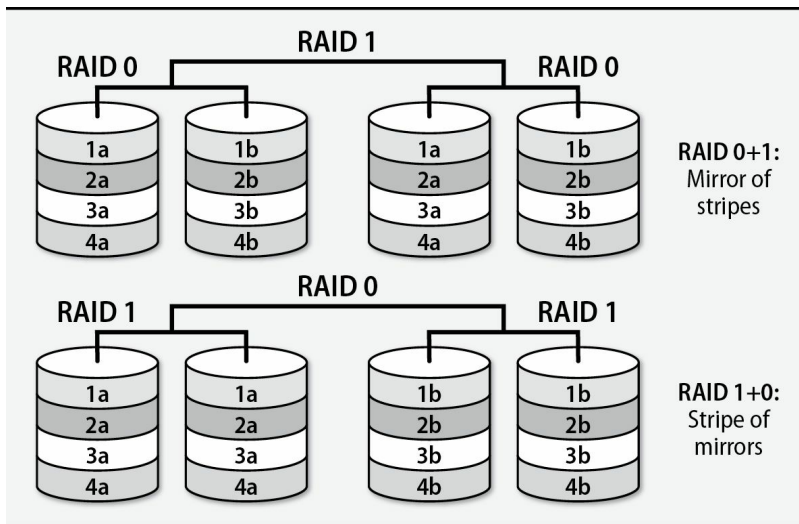 RAID 1
RAID 0 RAID 0
1a 1b 1a 1b
2a 2b 2a 2b
3a 3b 3a 3b
4a 4b 4a 4b
RAID 0+1:
Mirror of
stripes
RAID 0
RAID 1 RAID 1
1a 1a 1b 1b
2a 2a 2b 2b
3a 3a 3b 3b
4a 4a 4b 4b
RAID 1+0:
Stripe of
mirrors